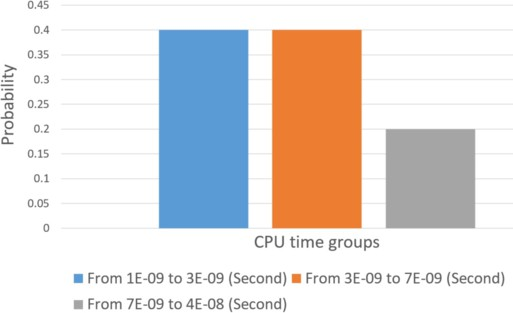 0.45
0.4
0.35
0.3
0.25
0.2
0.15
0.1
0.05
0
Probability
CPU time groups
From 1E-09 to 3E-09 (Second) From 3E-09 to 7E-09 (Second)
From 7E-09 to 4E-08 (Second)